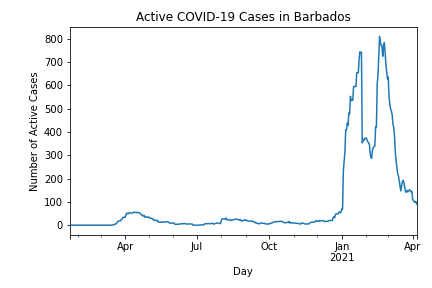 Active COVID-19 Cases in Barbados
Number of Active Cases
800
700
600
500
400
300
200
100
0
Apr
Jul
Oct
Jan
2021
Apr
Day